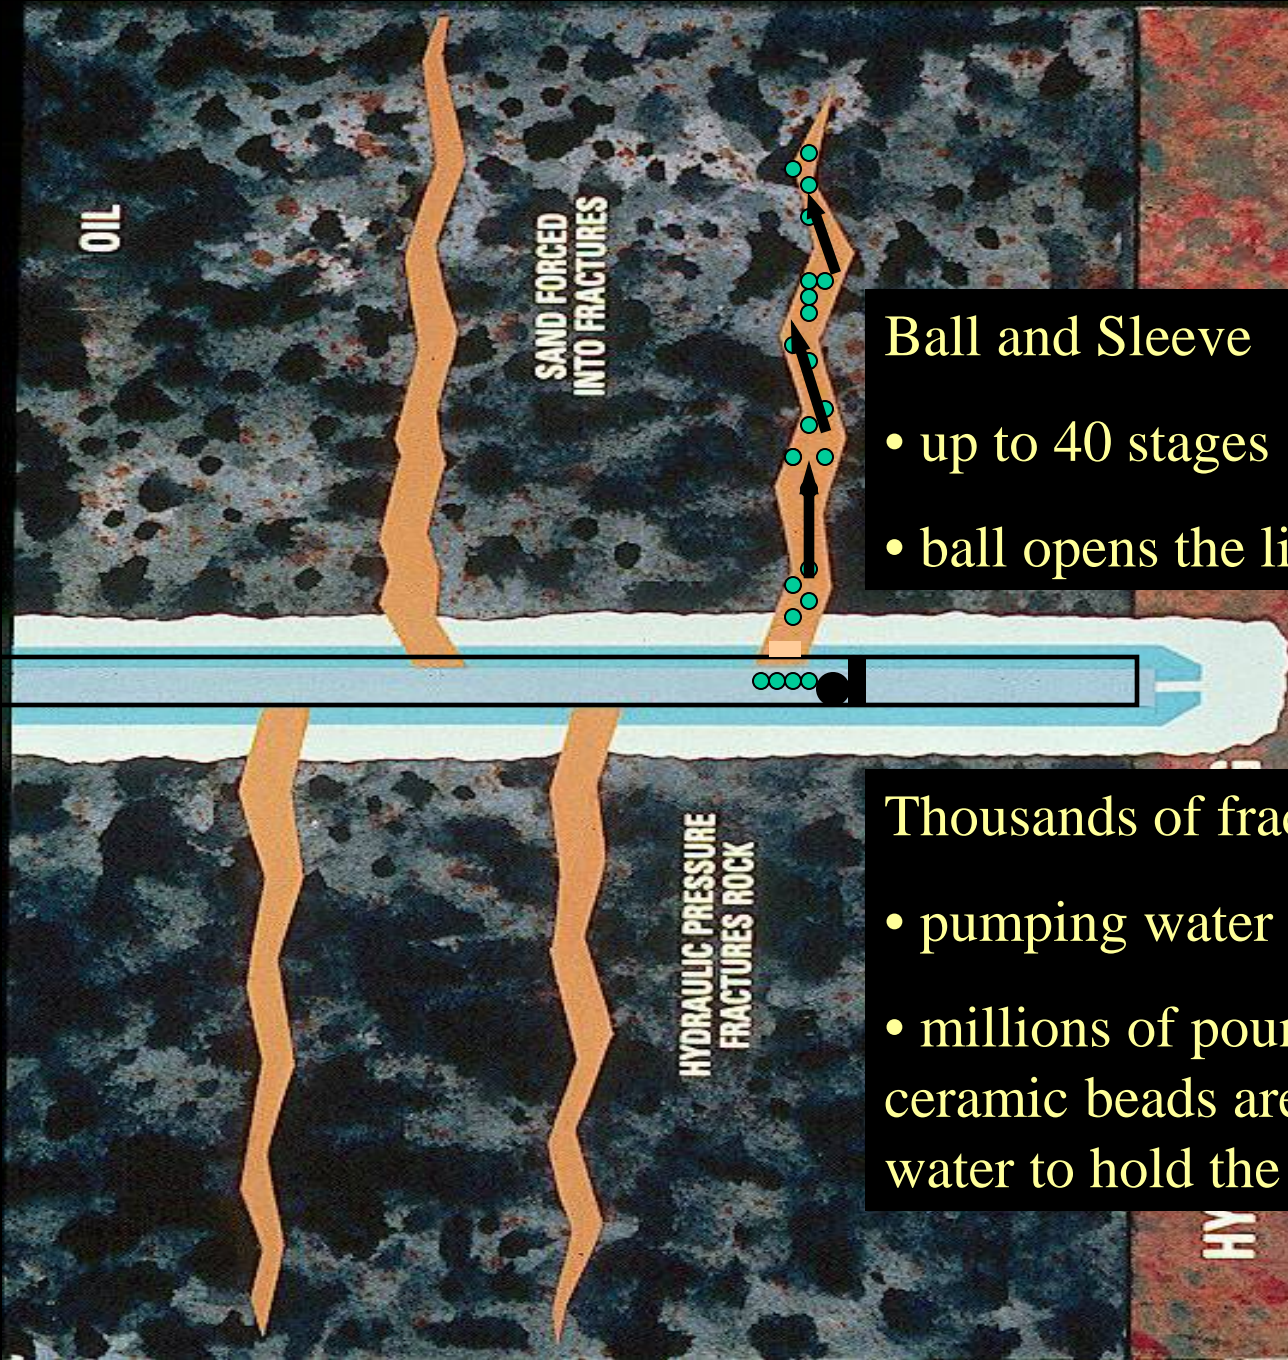 OIL
SAND FORCED
INTO FRACTURES
Ball and Sleeve
• up to 40 stages
• ball opens the
HYDRAULIC PRESSURE
FRACTURES ROCK
Thousands of
• pumping water
• millions of
ceramic beads
water to hold the